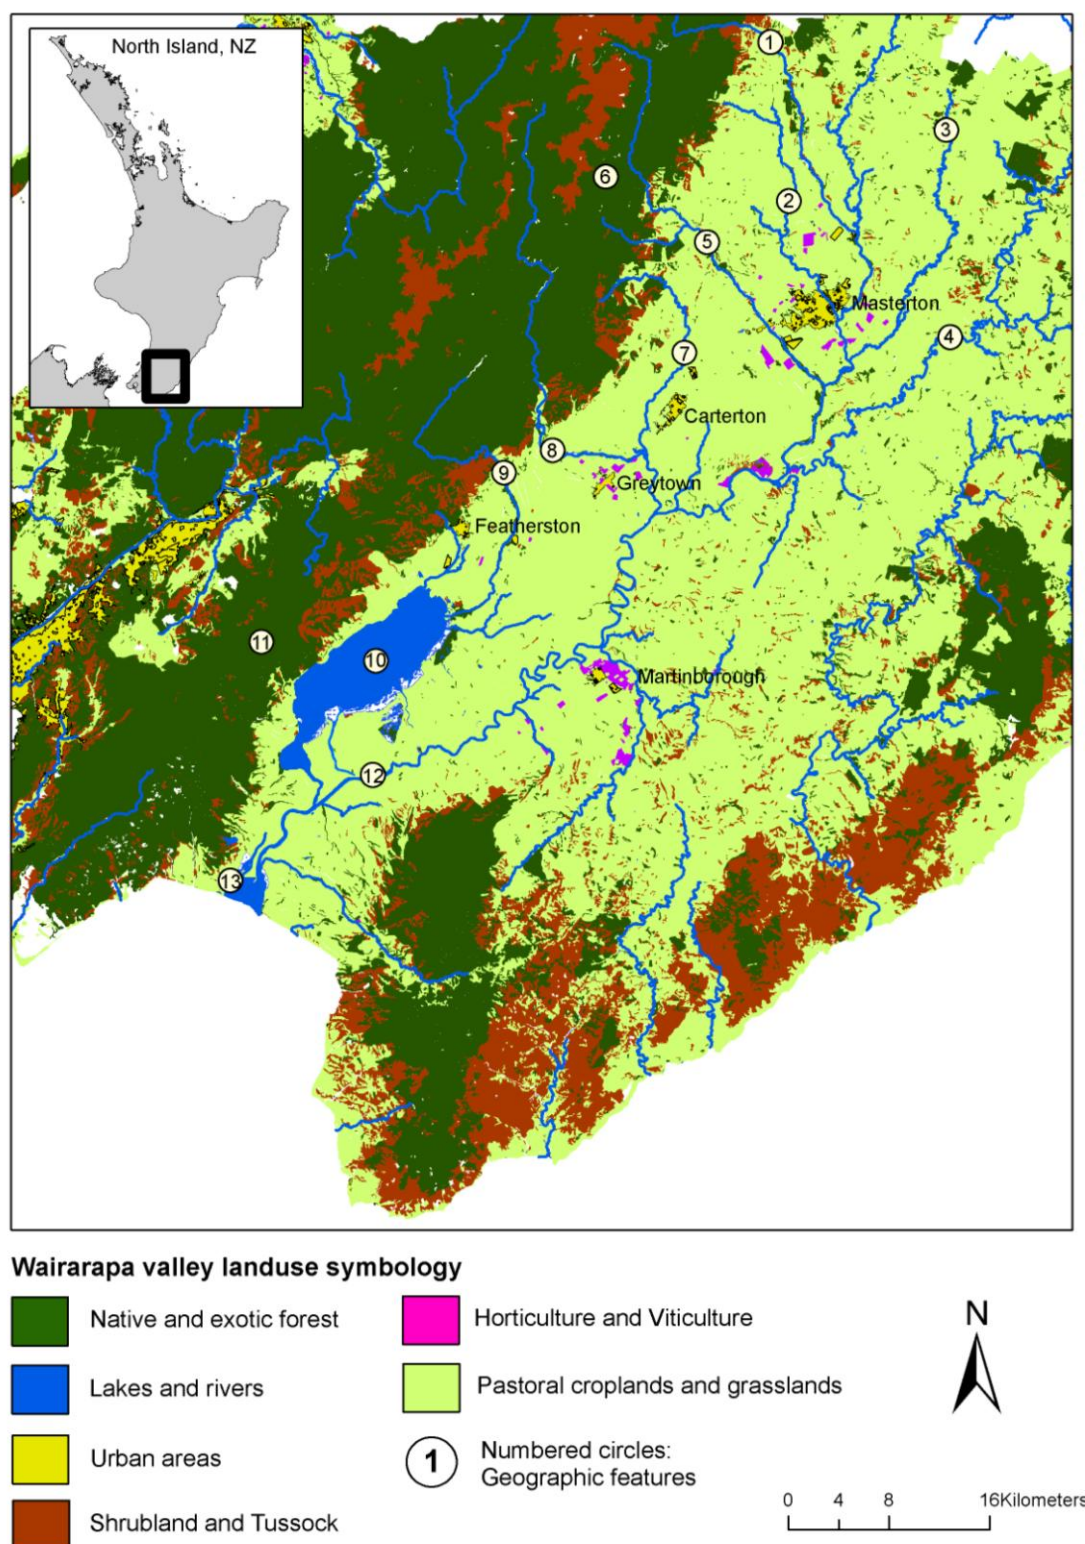 North Island, NZ
1
3
6
2
5
Masterton
4
7
Carterton
8
9
Greytown
Featherston
11
10
Martinborough
12
13
Wairarapa valley landuse symbology
Native and exotic forest
Horticulture and Viticulture
N
Lakes and rivers
Pastoral croplands and grasslands
Urban areas
1
Numbered circles:
Geographic features
Shrubland and Tussock
0 4 8 16Kilometers